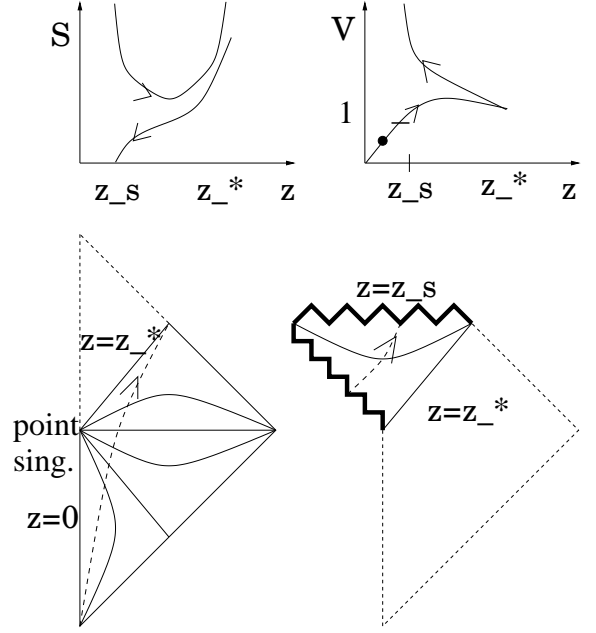 S
z_s
z_*
z
V
1
z_s
z_*
z
z=z_*
point
sing.
z=0
z=z_s
z=z_*